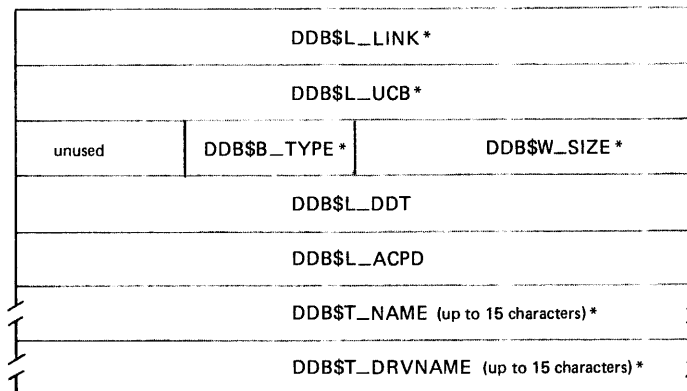 DDB$L_LINK*
DDB$L_UCB*
unused DDB$B_TYPE* DDB$W_SIZE*
DDB$L_DDT
DDB$L_ACPD
DDB$T_NAME (up to 15 characters)*
DDB$T_DRVNAME (up to 15 characters)*